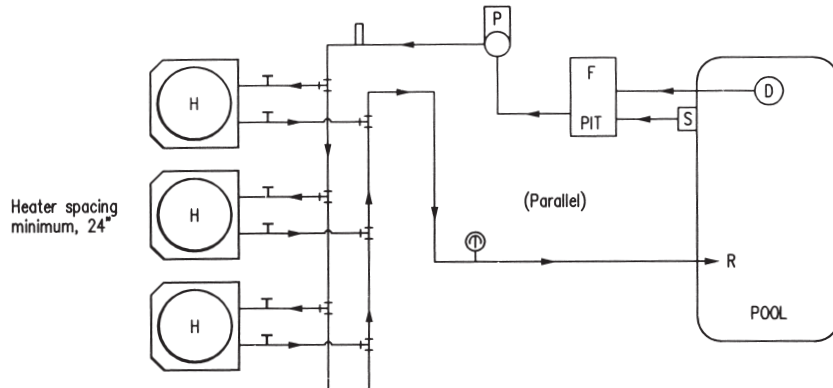 P
F
D
H
PIT
S
Heater spacing
minimum, 24"
H
(Parallel)
R
POOL
H